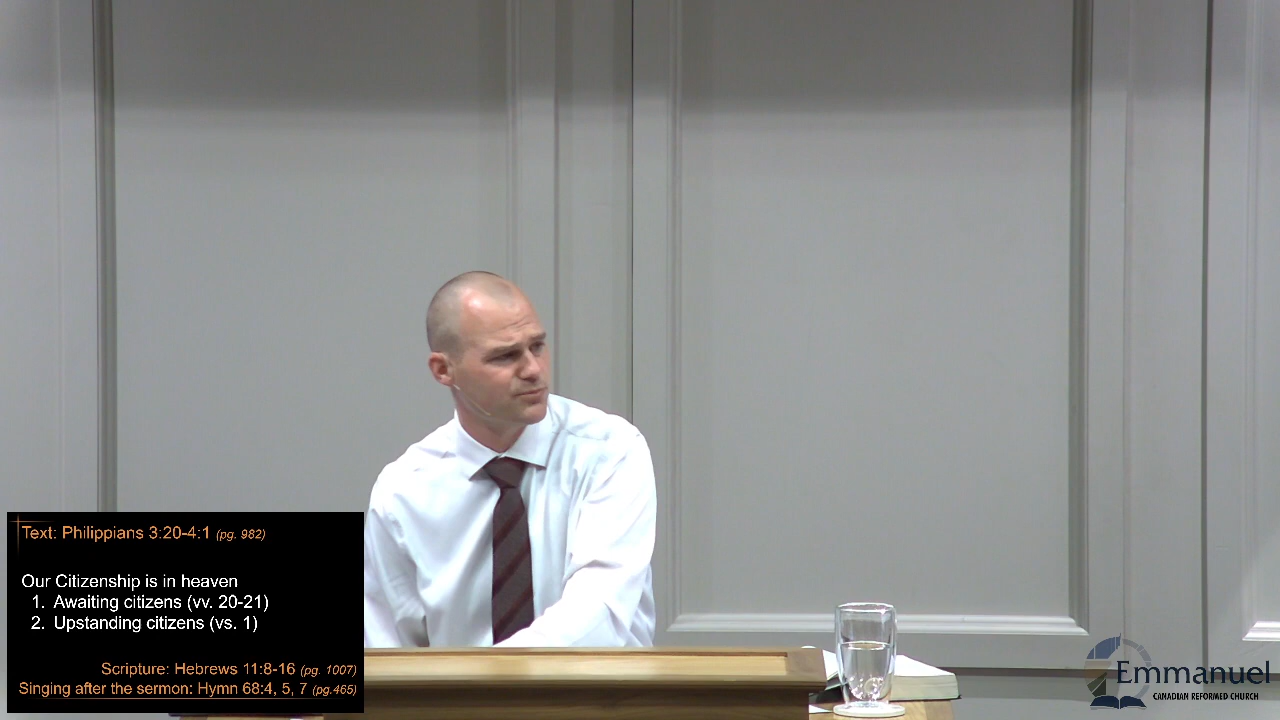 Text: Philippians 3:20-4:1 (pg. 982)
Our Citizenship is in heaven
1. Awaiting citizens (vv. 20-21)
2. Upstanding citizens (vs. 1)
Scripture: Hebrews 11:8-16 (pg. 1007)
Singing after the sermon: Hymn 68:4, 5, 7 (pg.465)
Emmanuel
CANADIAN REFORMED CHURCH